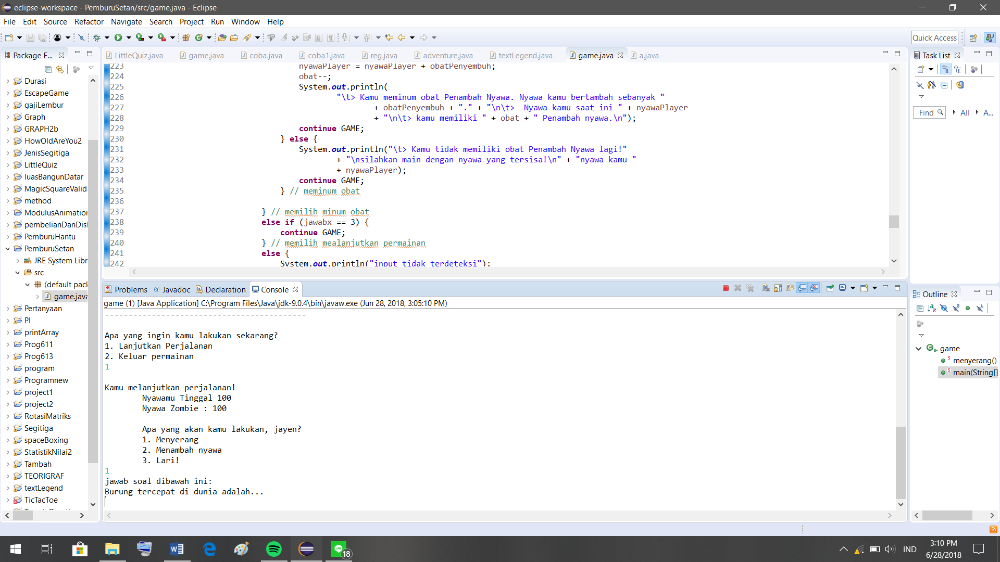 eclipse-workspace - PemburuSetan/src/game.java - Eclipse
File Edit Source Refactor Navigate Search Project Run Window Help
Quick Access
Package E...
LittleQuiz.java game.java coba.java coba1.java reg.java adventure.java textLegend.java game.java a.java
Task List
Durasi
EscapeGame
gajiLembur
Graph
GRAPH2b
HowOldAreYou2
JenisSegitiga
LittleQuiz
luasBangunDatar
MagicSquareValid
method
ModulusAnimation
pembelianDanDisl
PemburuHantu
PemburuSetan
JRE System Libr
src
(default pack
game.java
Pertanyaan
PI
printArray
Prog611
Prog613
program
Programnew
project1
project2
RotasiMatriks
Segitiga
spaceBoxing
StatistikNilai2
Tambah
TEORIGRAF
textLegend
TicTacToe
223 nyawaPlayer = nyawaPlayer + obatPenyembuh;
224 obat--;
225 System.out.println(
226 "\t> Kamu meminum obat Penambah Nyawa. Nyawa kamu bertambah sebanyak "
227 + obatPenyembuh + "." + "\n\t>  Nyawa kamu saat ini " + nyawaPlayer
228 + "\n\t> kamu memiliki " + obat + " Penambah nyawa.\n");
229 continue GAME;
230 } else {
231 System.out.println("\t> Kamu tidak memiliki obat Penambah Nyawa lagi!"
232 + "\nsilahkan main dengan nyawa yang tersisa!\n" + "nyawa kamu "
233 + nyawaPlayer);
234 continue GAME;
235 } // meminum obat
236
237 } // memilih minum obat
238 else if (jawabx == 3) {
239 continue GAME;
240 } // memilih mealanjutkan permainan
241 else {
242 System.out.println("input tidak terdeteksi");
Find All A...
Problems Javadoc Declaration Console
game (1) [Java Application] C:\Program Files\Java\jdk-9.0.4\bin\javaw.exe (Jun 28, 2018, 3:05:10 PM)
-------------------------------------------
Apa yang ingin kamu lakukan sekarang?
1. Lanjutkan Perjalanan
2. Keluar permainan
1
Kamu melanjutkan perjalanan!
Nyawamu Tinggal 100
Nyawa Zombie : 100
Apa yang akan kamu lakukan, jayen?
1. Menyerang
2. Menambah nyawa
3. Lari!
1
jawab soal dibawah ini:
Burung tercepat di dunia adalah...
Outline
game
menyerang()
main(String[]
18
IND
3:10 PM
6/28/2018